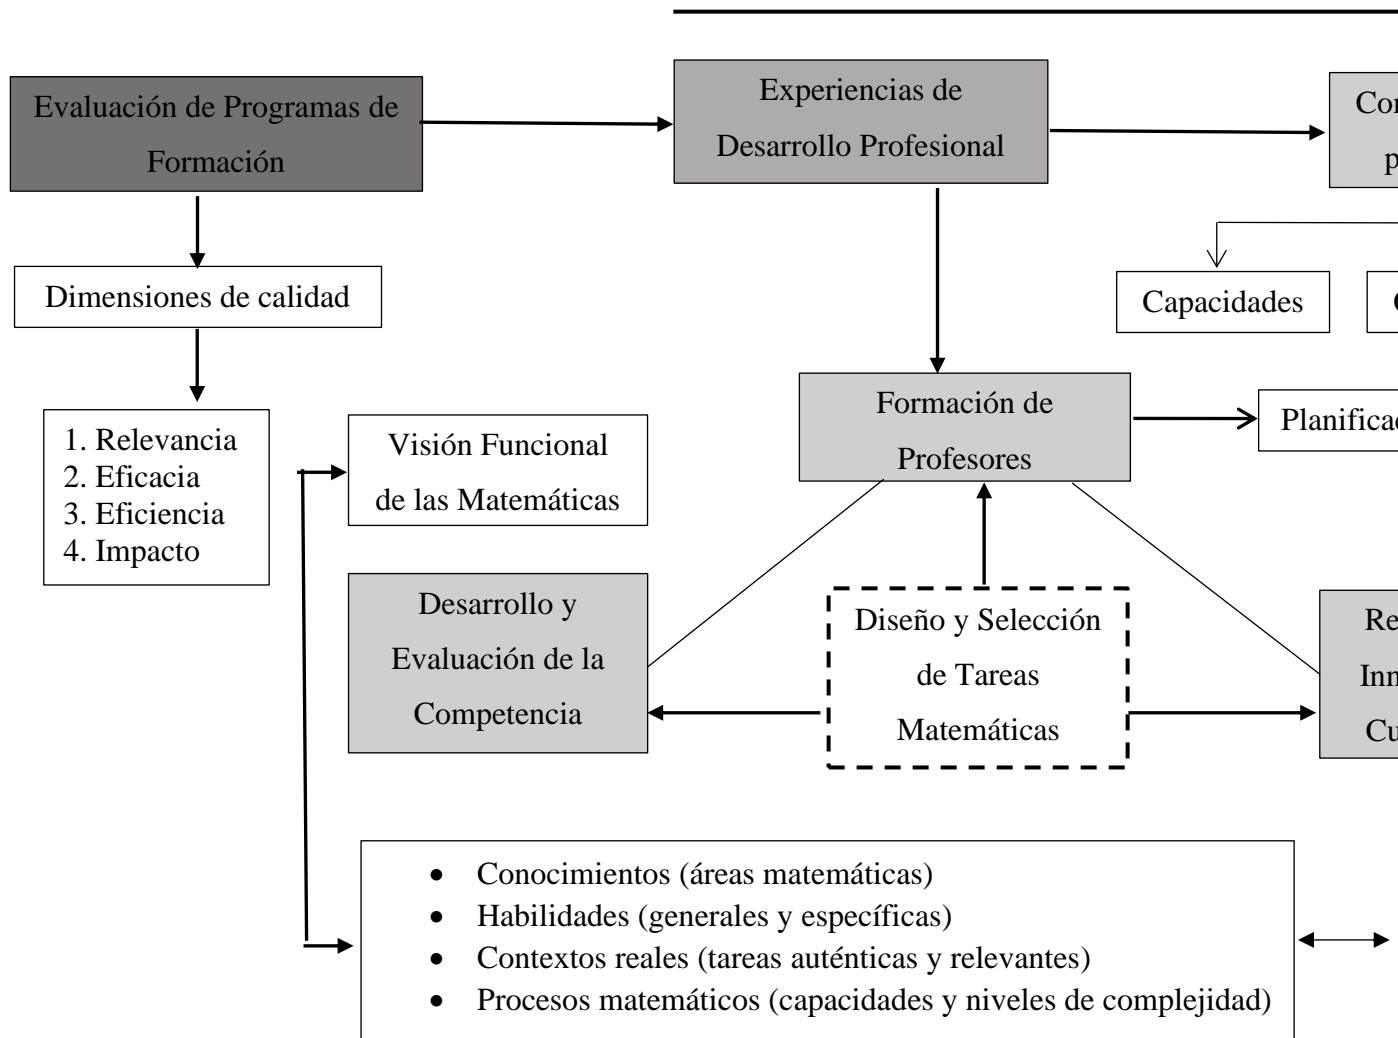 Evaluación de Programas de
Formación
Experiencias de
Desarrollo Profesional
Dimensiones de calidad
Capacidades
1. Relevancia
2. Eficacia
3. Eficiencia
4. Impacto
Visión Funcional
de las Matemáticas
Formación de
Profesores
Desarrollo y
Evaluación de la
Competencia
Diseño y Selección
de Tareas
Matemáticas
• Conocimientos (áreas matemáticas)
• Habilidades (generales y específicas)
• Contextos reales (tareas auténticas y relevantes)
• Procesos matemáticos (capacidades y niveles de complejidad)